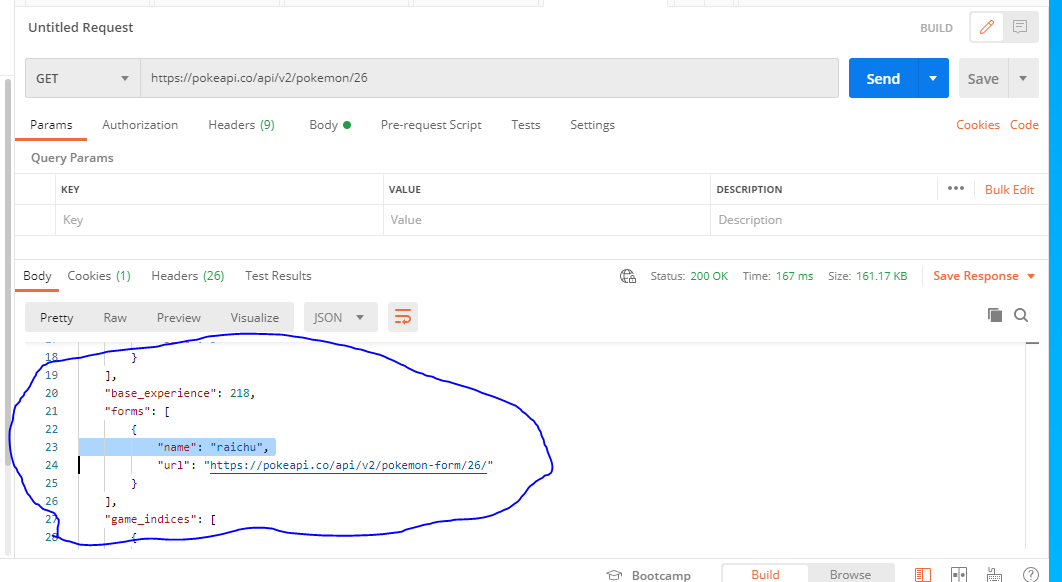 Untitled Request
BUILD
GET
https://pokeapi.co/api/v2/pokemon/26
Send
Save
Params Authorization Headers (9) Body Pre-request Script Tests Settings Cookies Code
Query Params
KEY VALUE DESCRIPTION ••• Bulk Edit
Key Value Description
Body Cookies (1) Headers (26) Test Results Status: 200 OK Time: 167 ms Size: 161.17 KB Save Response
Pretty Raw Preview Visualize JSON
18 }
19 ],
20 "base_experience": 218,
21 "forms": [
22 {
23 "name": "raichu",
24 "url": "https://pokeapi.co/api/v2/pokemon-form/26/"
25 }
26 ],
27 "game_indices": [
28 {
Bootcamp Build Browse